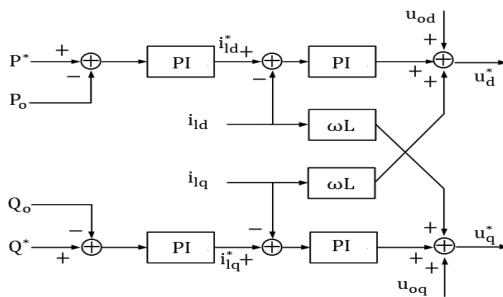 u_od
i*_ld + + +
P* + PI PI u*_d
− − +
P_o
i_ld ωL
i_lq ωL
Q_o
− − + +
Q* + PI i*_lq + PI + u*_q
+
u_oq